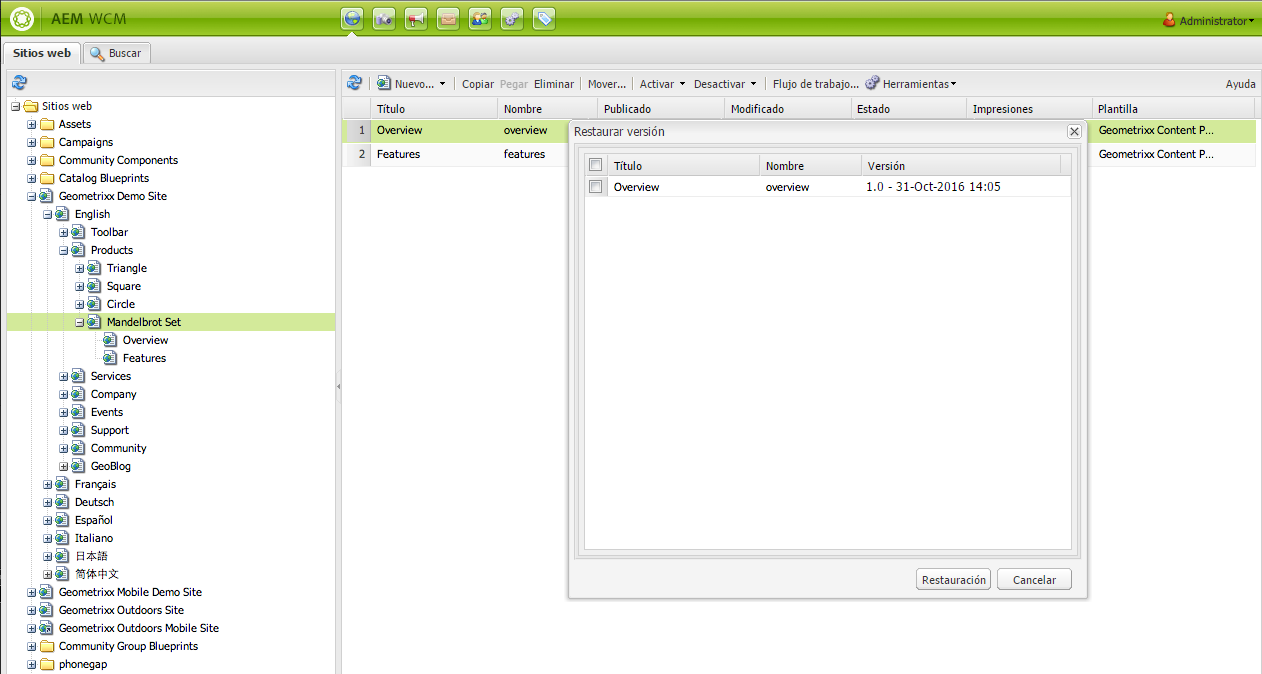 AEM WCM
Administrator
Sitios web
Buscar
Nuevo...
Copiar
Pegar
Eliminar
Mover...
Activar
Desactivar
Flujo de trabajo...
Herramientas
Ayuda
Sitios web
Assets
Campaigns
Community Components
Catalog Blueprints
Geometrixx Demo Site
English
Toolbar
Products
Triangle
Square
Circle
Mandelbrot Set
Overview
Features
Services
Company
Events
Support
Community
GeoBlog
Français
Deutsch
Español
Italiano
日本語
简体中文
Geometrixx Mobile Demo Site
Geometrixx Outdoors Site
Geometrixx Outdoors Mobile Site
Community Group Blueprints
phonegap
Título Nombre Publicado Modificado Estado Impresiones Plantilla
1 Overview overview Geometrixx Content P...
2 Features features Geometrixx Content P...
Restaurar versión
Título Nombre Versión
Overview overview 1.0 - 31-Oct-2016 14:05
Restauración
Cancelar